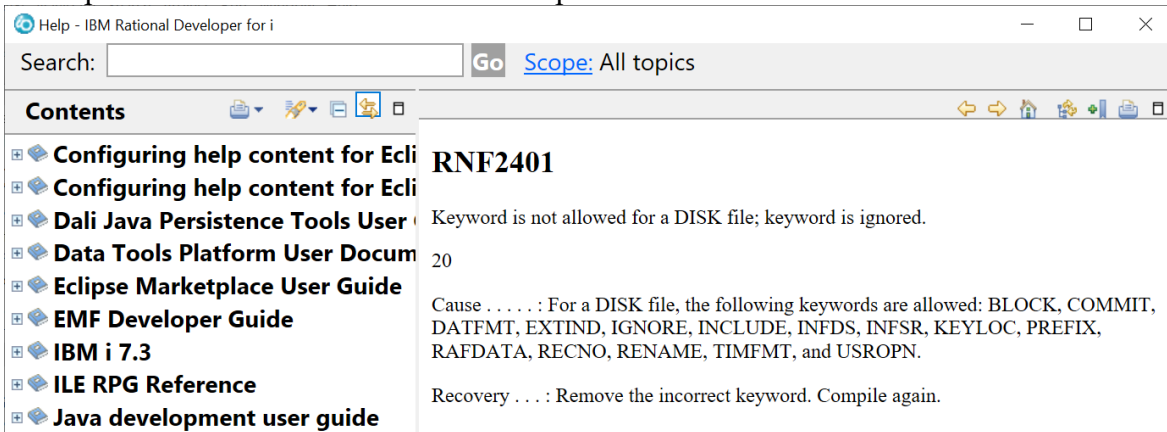 Help - IBM Rational Developer for i
Search:
Go
Scope: All topics
Contents
Configuring help content for Ecli
Configuring help content for Ecli
Dali Java Persistence Tools User
Data Tools Platform User Docum
Eclipse Marketplace User Guide
EMF Developer Guide
IBM i 7.3
ILE RPG Reference
Java development user guide
RNF2401
Keyword is not allowed for a DISK file; keyword is ignored.
20
Cause . . . . . : For a DISK file, the following keywords are allowed: BLOCK, COMMIT,
DATFMT, EXTIND, IGNORE, INCLUDE, INFDS, INFSR, KEYLOC, PREFIX,
RAFDATA, RECNO, RENAME, TIMFMT, and USROPN.
Recovery . . . : Remove the incorrect keyword. Compile again.